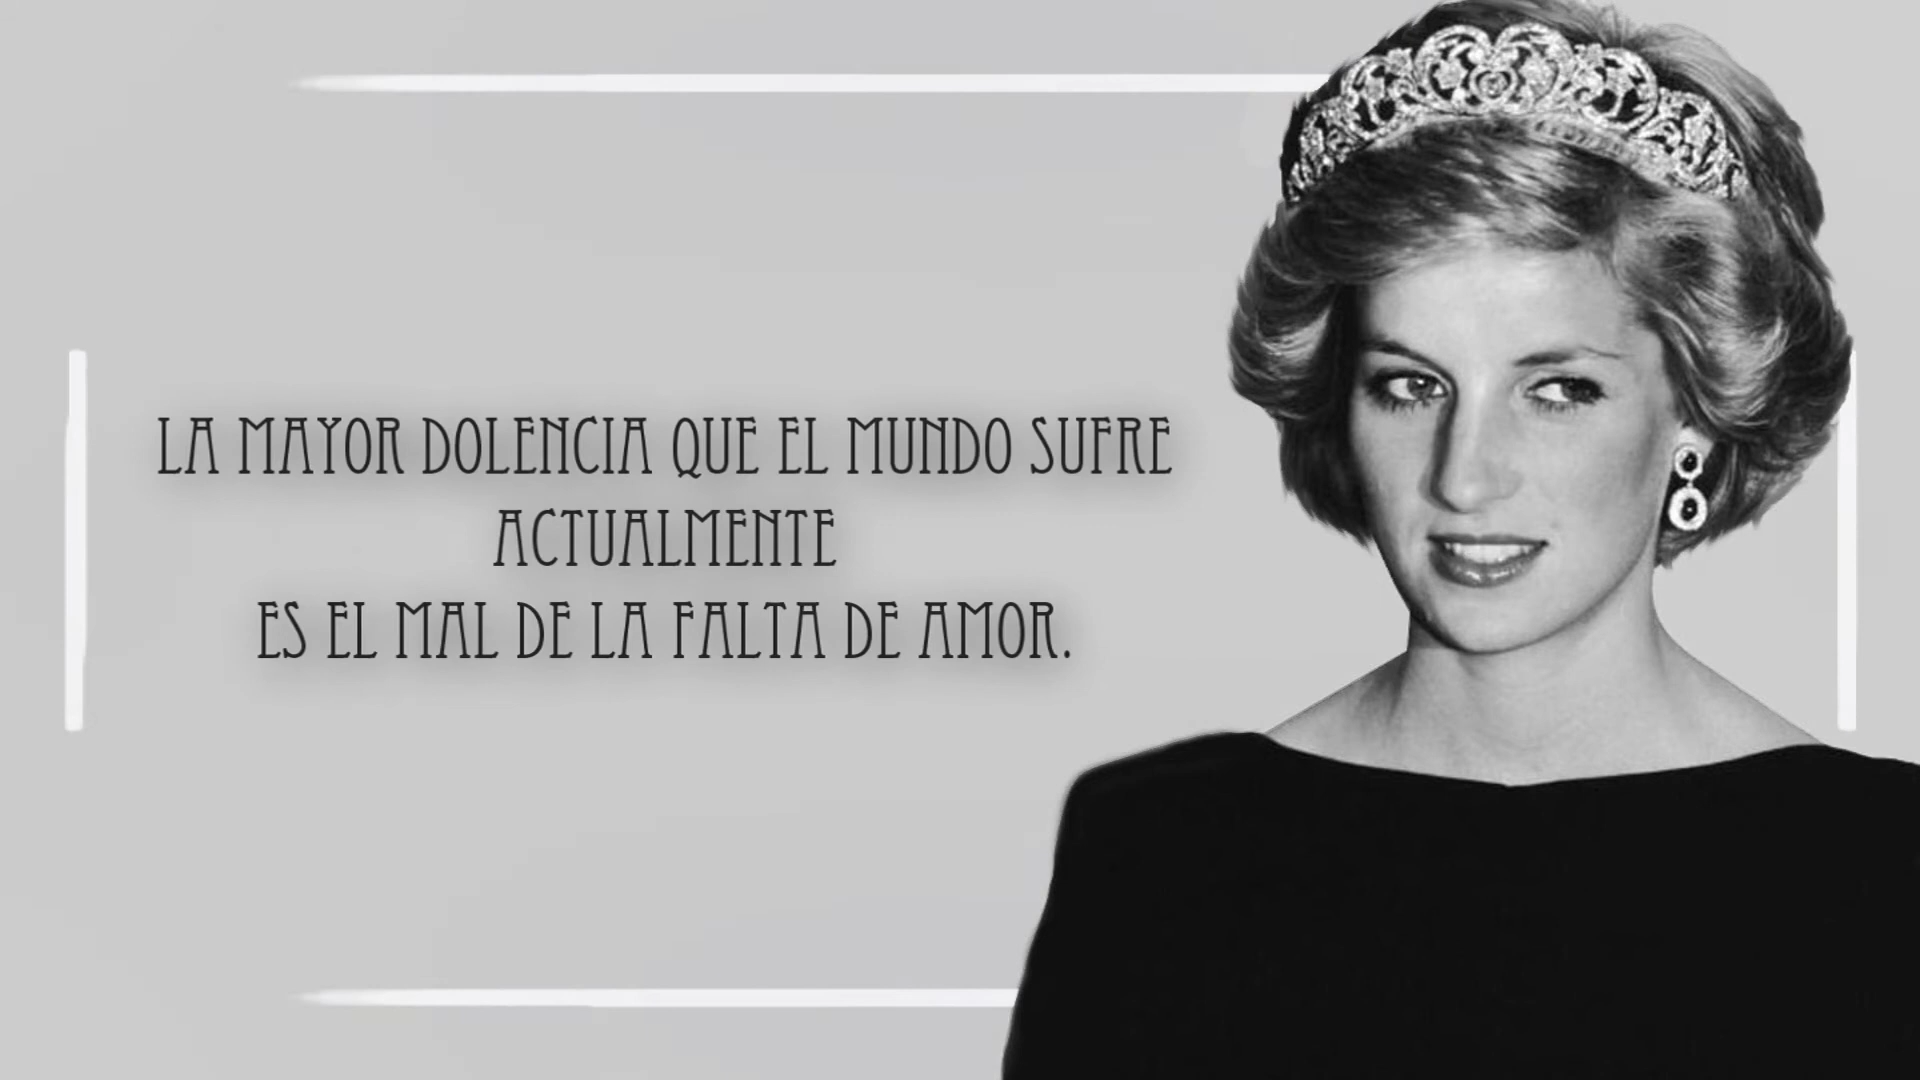 LA MAYOR DOLENCIA QUE EL MUNDO SUFRE
ACTUALMENTE
ES EL MAL DE LA FALTA DE AMOR.